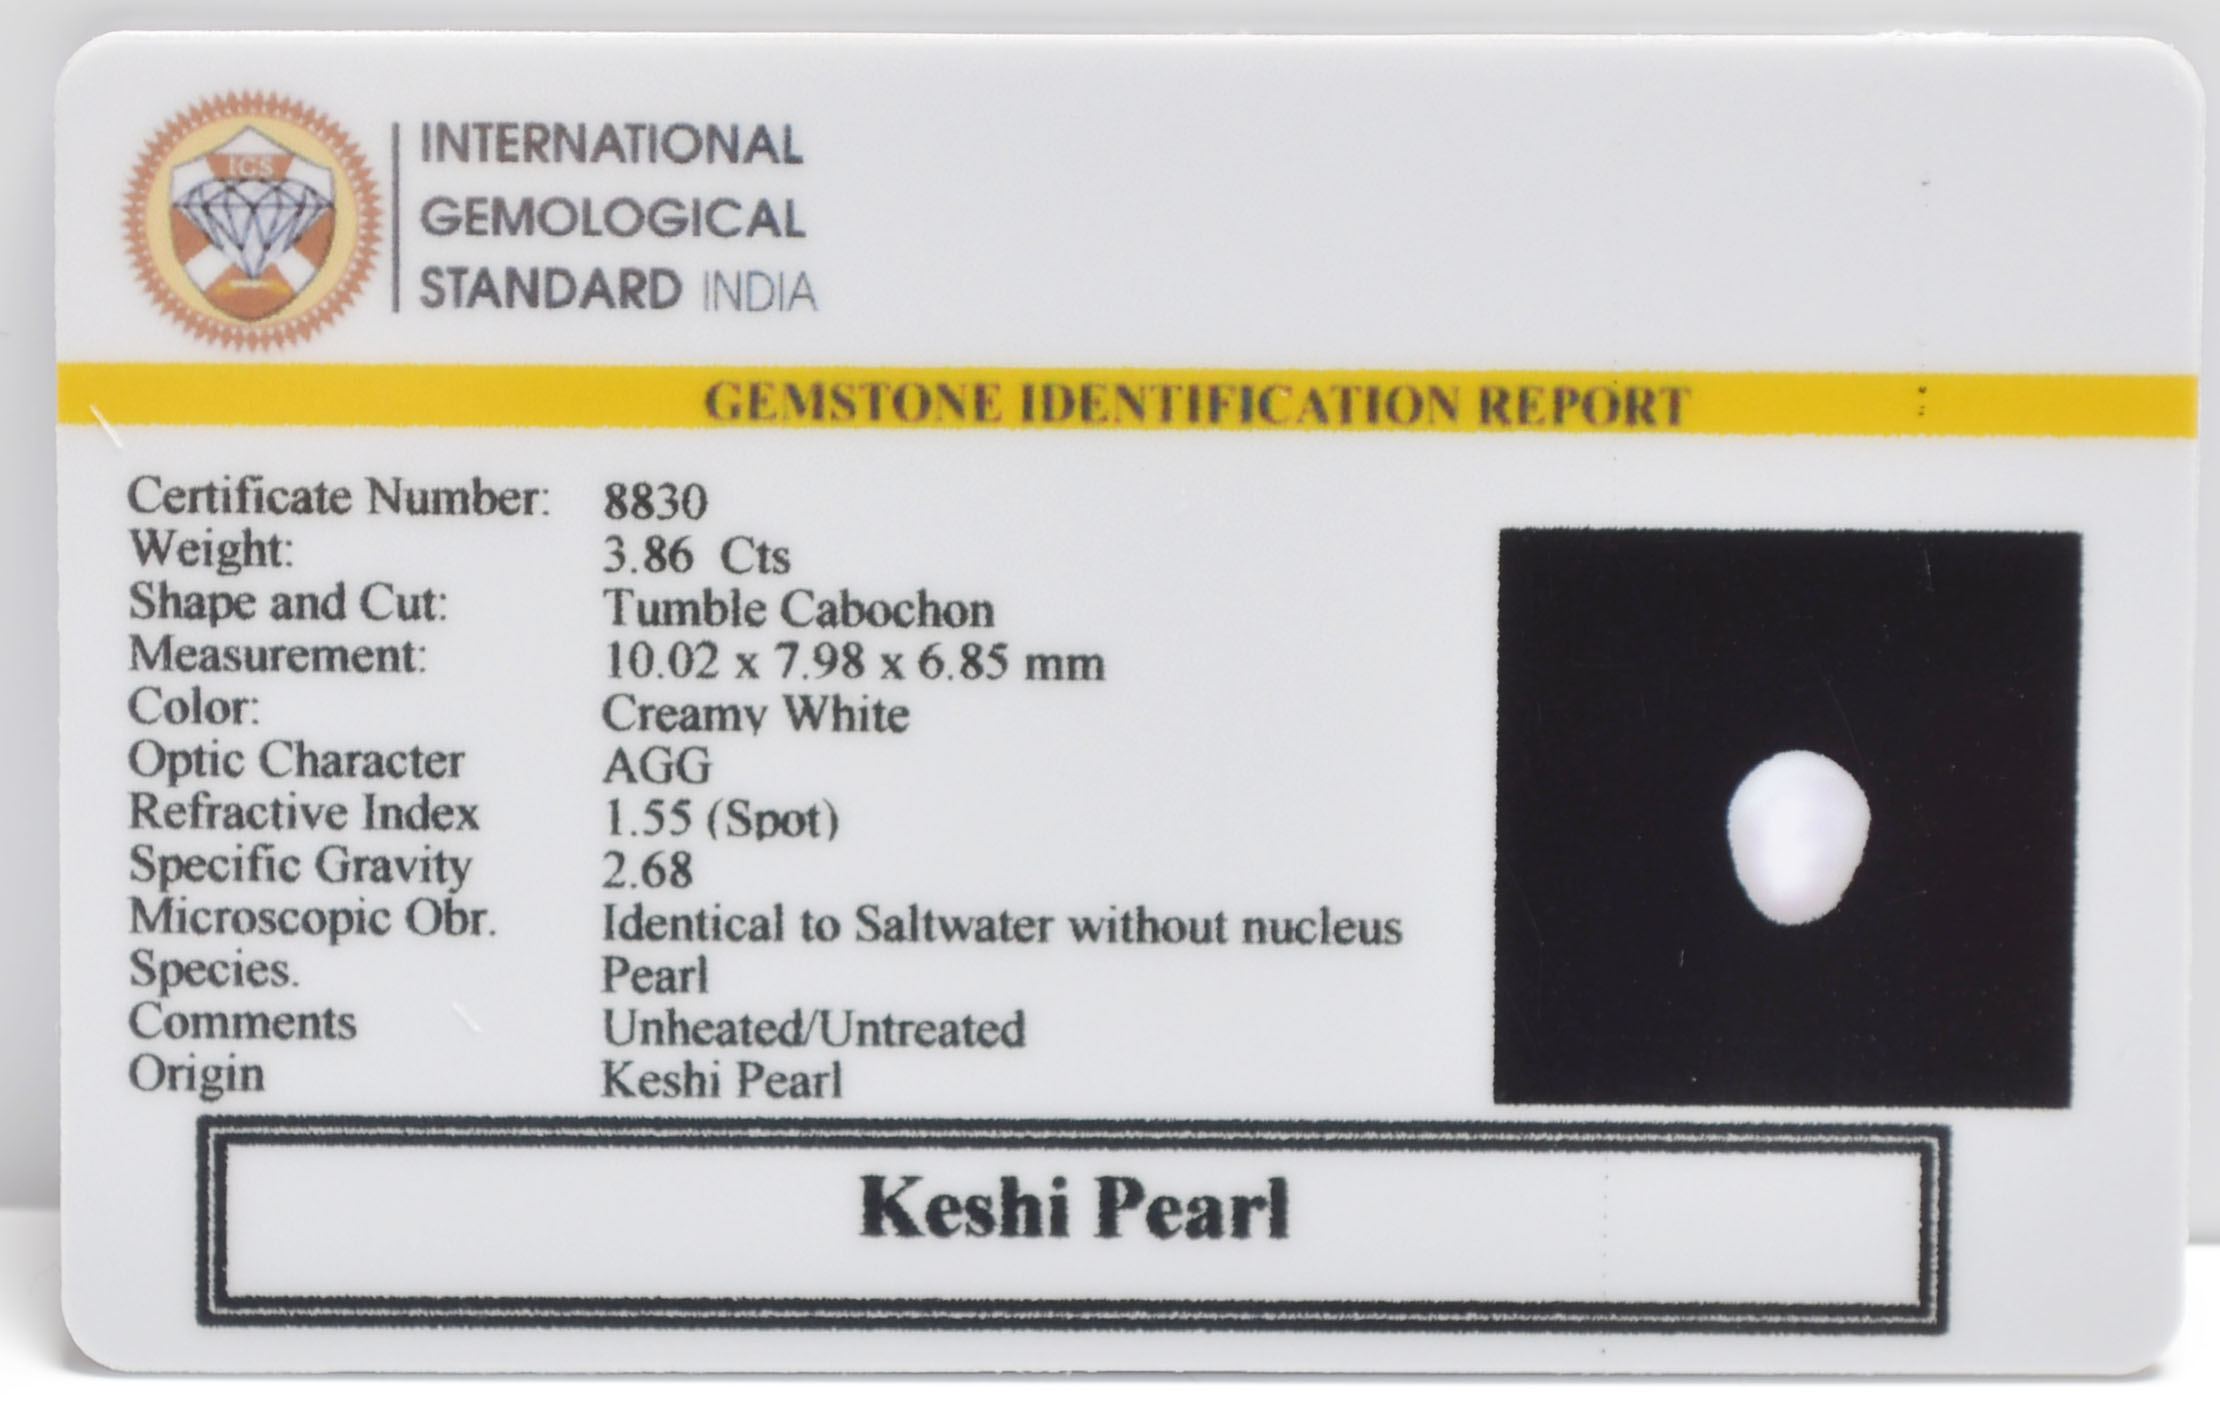 ICS
INTERNATIONAL
GEMOLOGICAL
STANDARD INDIA
GEMSTONE IDENTIFICATION REPORT
Certificate Number: 8830
Weight: 3.86 Cts
Shape and Cut: Tumble Cabochon
Measurement: 10.02 x 7.98 x 6.85 mm
Color: Creamy White
Optic Character AGG
Refractive Index 1.55 (Spot)
Specific Gravity 2.68
Microscopic Obr. Identical to Saltwater without nucleus
Species. Pearl
Comments Unheated/Untreated
Origin Keshi Pearl
Keshi Pearl